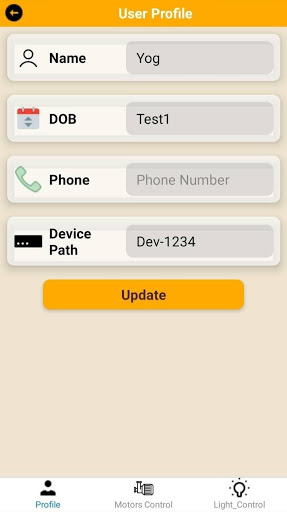 User Profile
Name
Yog
DOB
Test1
Phone
Phone Number
Device
Path
Dev-1234
Update
Profile
Motors Control
Light_Control